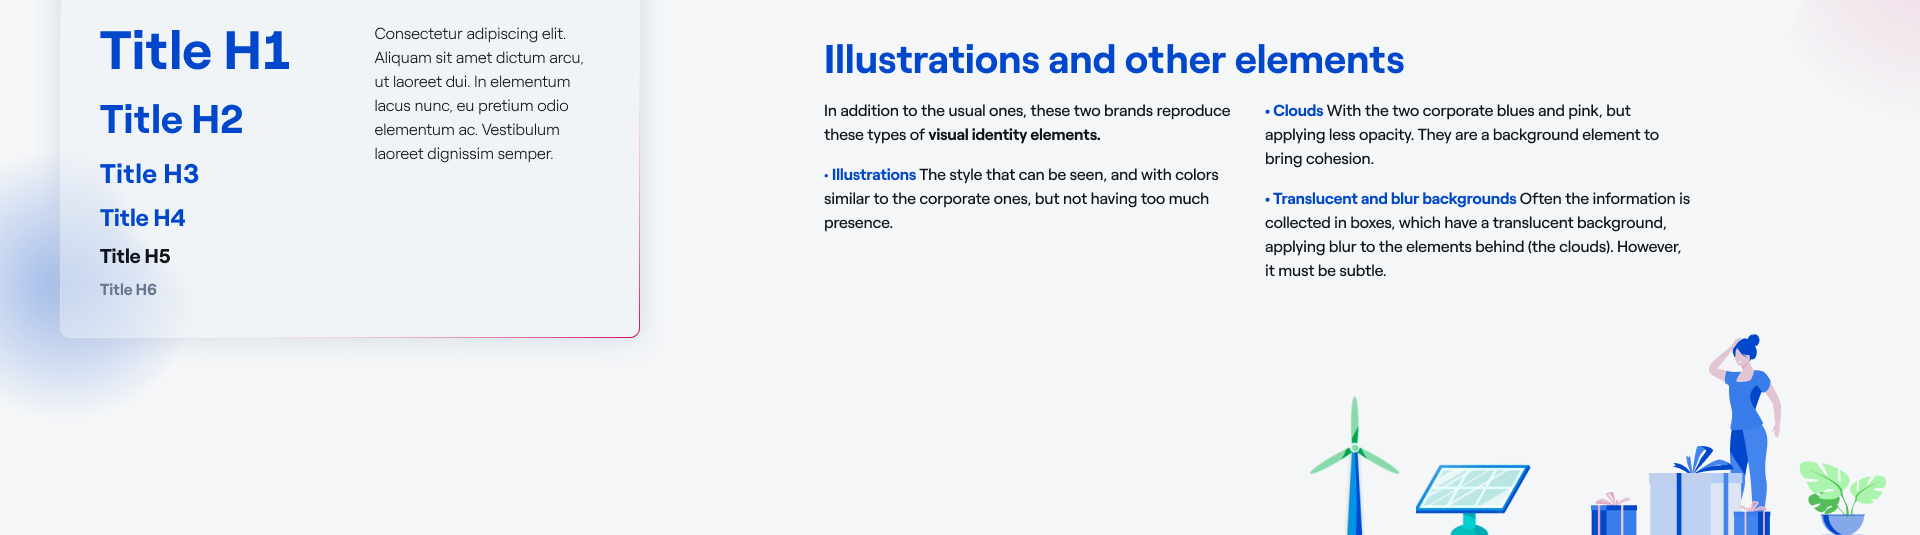 Title H1
Title H2
Title H3
Title H4
Title H5
Title H6
Consectetur adipiscing elit.
Aliquam sit amet dictum arcu,
ut laoreet dui. In elementum
lacus nunc, eu pretium odio
elementum ac. Vestibulum
laoreet dignissim semper.
Illustrations and other elements
In addition to the usual ones, these two brands reproduce
these types of visual identity elements.
• Illustrations The style that can be seen, and with colors
similar to the corporate ones, but not having too much
presence.
• Clouds With the two corporate blues and pink, but
applying less opacity. They are a background element to
bring cohesion.
• Translucent and blur backgrounds Often the information is
collected in boxes, which have a translucent background,
applying blur to the elements behind (the clouds). However,
it must be subtle.